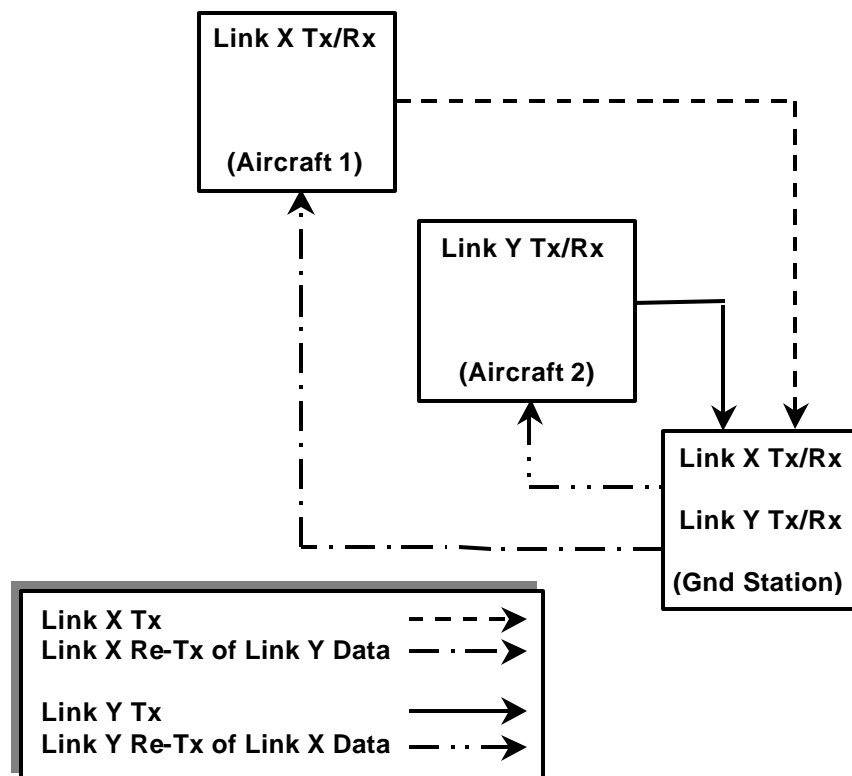 Link X Tx/Rx
(Aircraft 1)
Link Y Tx/Rx
(Aircraft 2)
Link X Tx/Rx
Link Y Tx/Rx
(Gnd Station)
Link X Tx
Link X Re-Tx of Link Y Data
Link Y Tx
Link Y Re-Tx of Link X Data